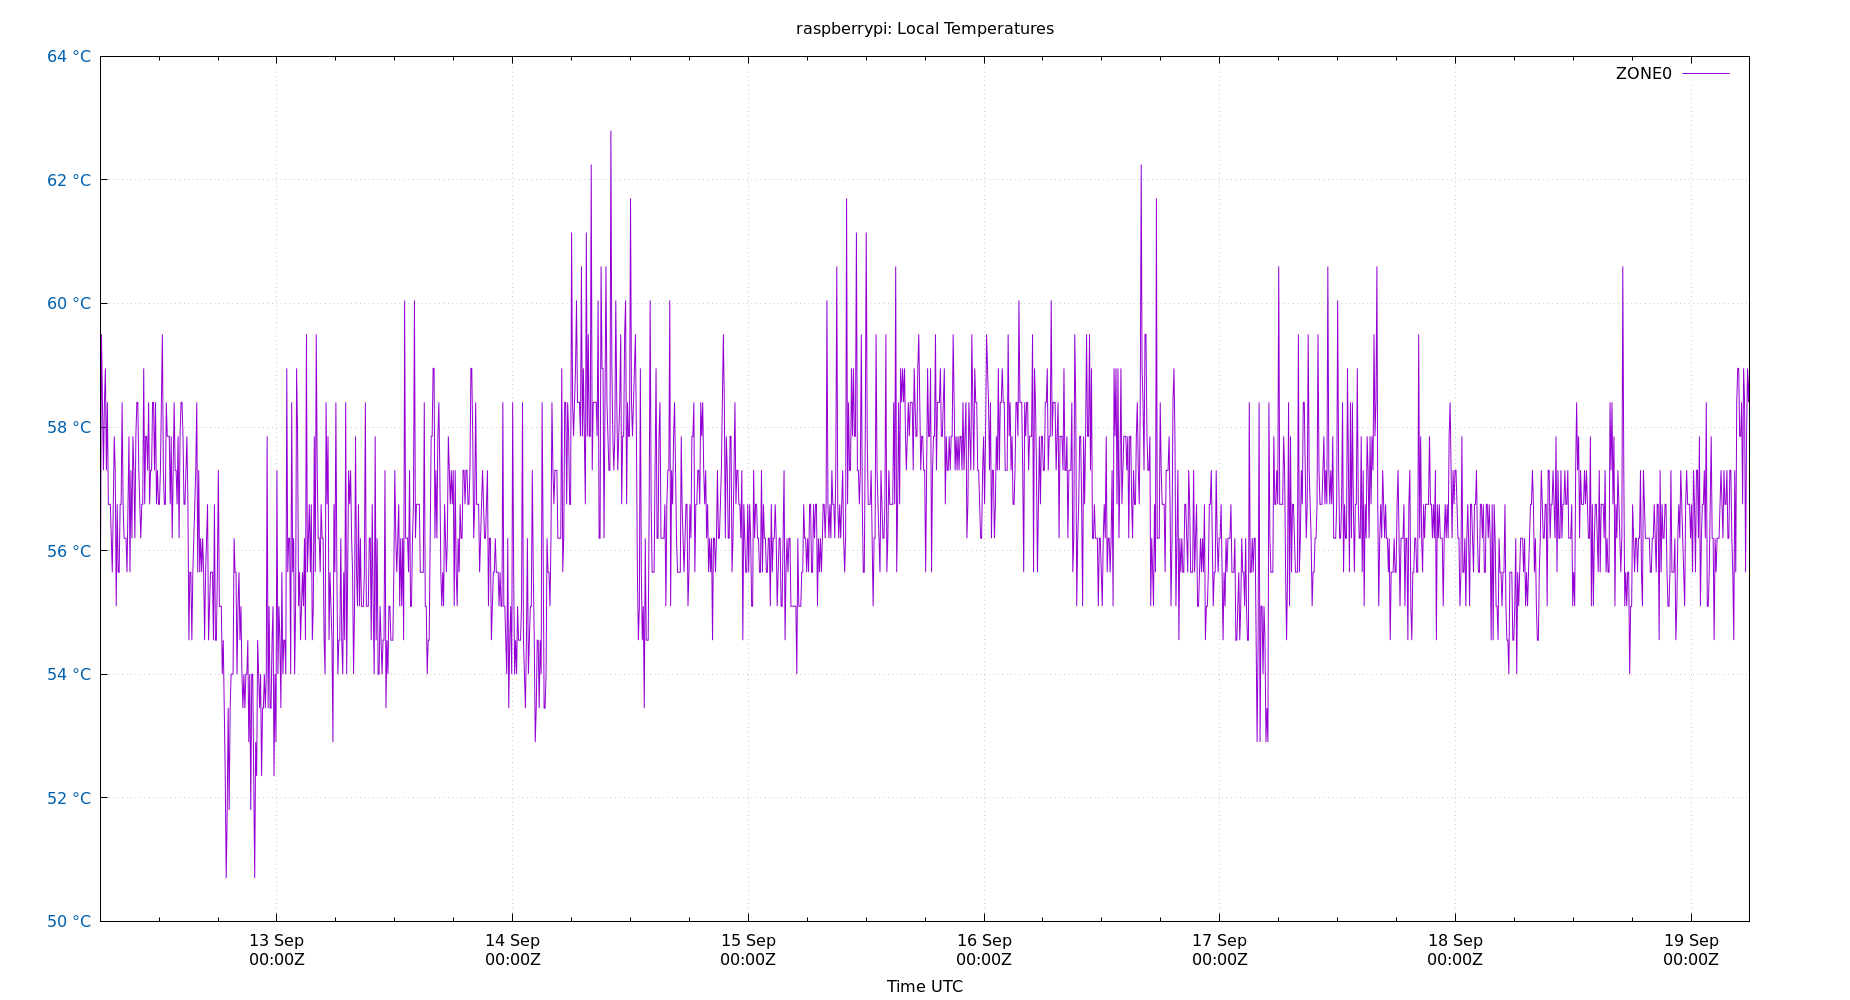 raspberrypi: Local Temperatures
64 °C
ZONE0
62 °C
60 °C
58 °C
56 °C
54 °C
52 °C
50 °C
13 Sep 14 Sep 15 Sep 16 Sep 17 Sep 18 Sep 19 Sep
00:00Z 00:00Z 00:00Z 00:00Z 00:00Z 00:00Z 00:00Z
Time UTC